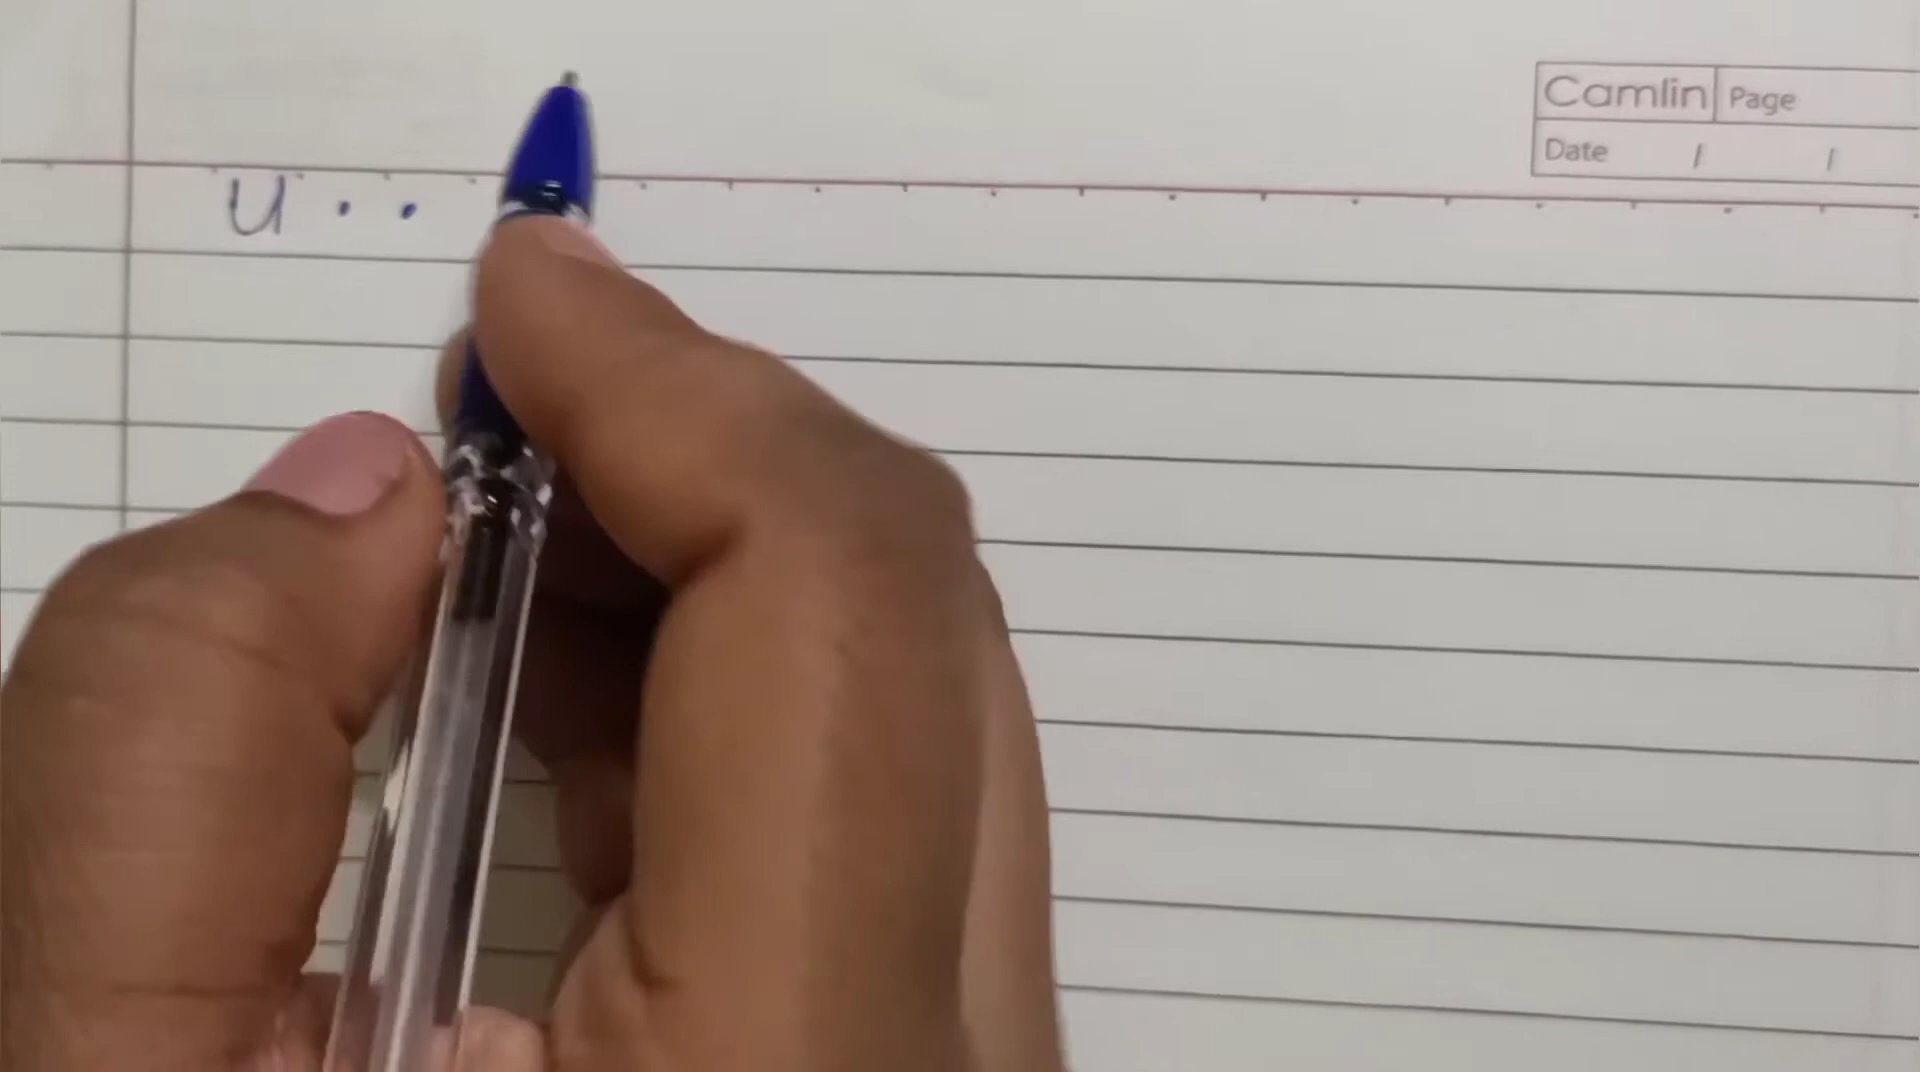 Camlin Page
Date / /
u . .